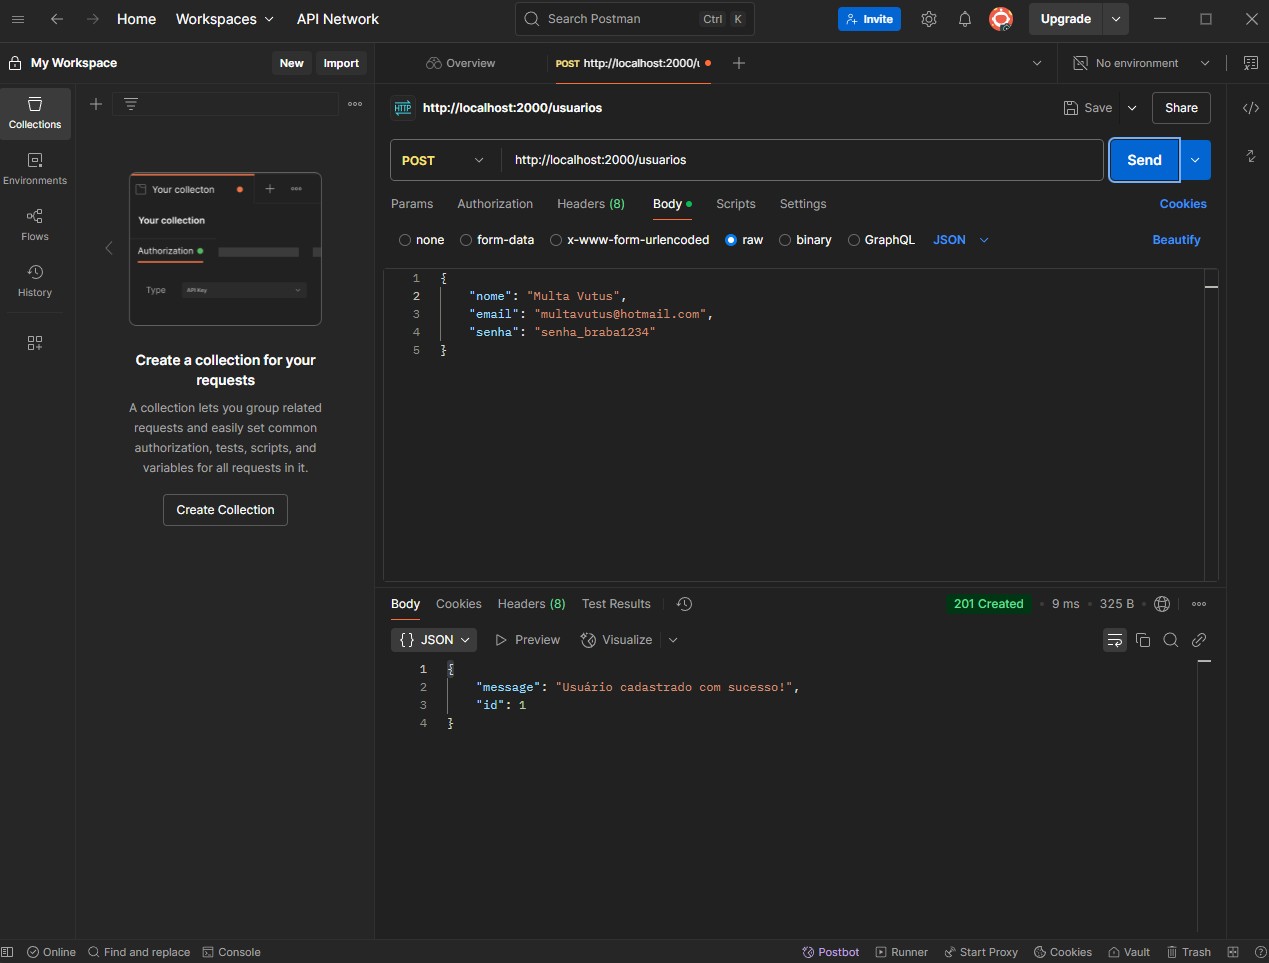 Home Workspaces API Network Search Postman Ctrl K Invite Upgrade
My Workspace New Import Overview POST http://localhost:2000/u No environment
Collections
Environments
Flows
History
Your collecton
Your collection
Authorization
Type API Key
Create a collection for your
requests
A collection lets you group related
requests and easily set common
authorization, tests, scripts, and
variables for all requests in it.
Create Collection
HTTP http://localhost:2000/usuarios Save Share
POST http://localhost:2000/usuarios Send
Params Authorization Headers (8) Body Scripts Settings Cookies
none form-data x-www-form-urlencoded raw binary GraphQL JSON Beautify
1 {
2 "nome": "Multa Vutus",
3 "email": "multavutus@hotmail.com",
4 "senha": "senha_braba1234"
5 }
Body Cookies Headers (8) Test Results 201 Created 9 ms 325 B
{} JSON Preview Visualize
1 {
2 "message": "Usuário cadastrado com sucesso!",
3 "id": 1
4 }
Online Find and replace Console Postbot Runner Start Proxy Cookies Vault Trash